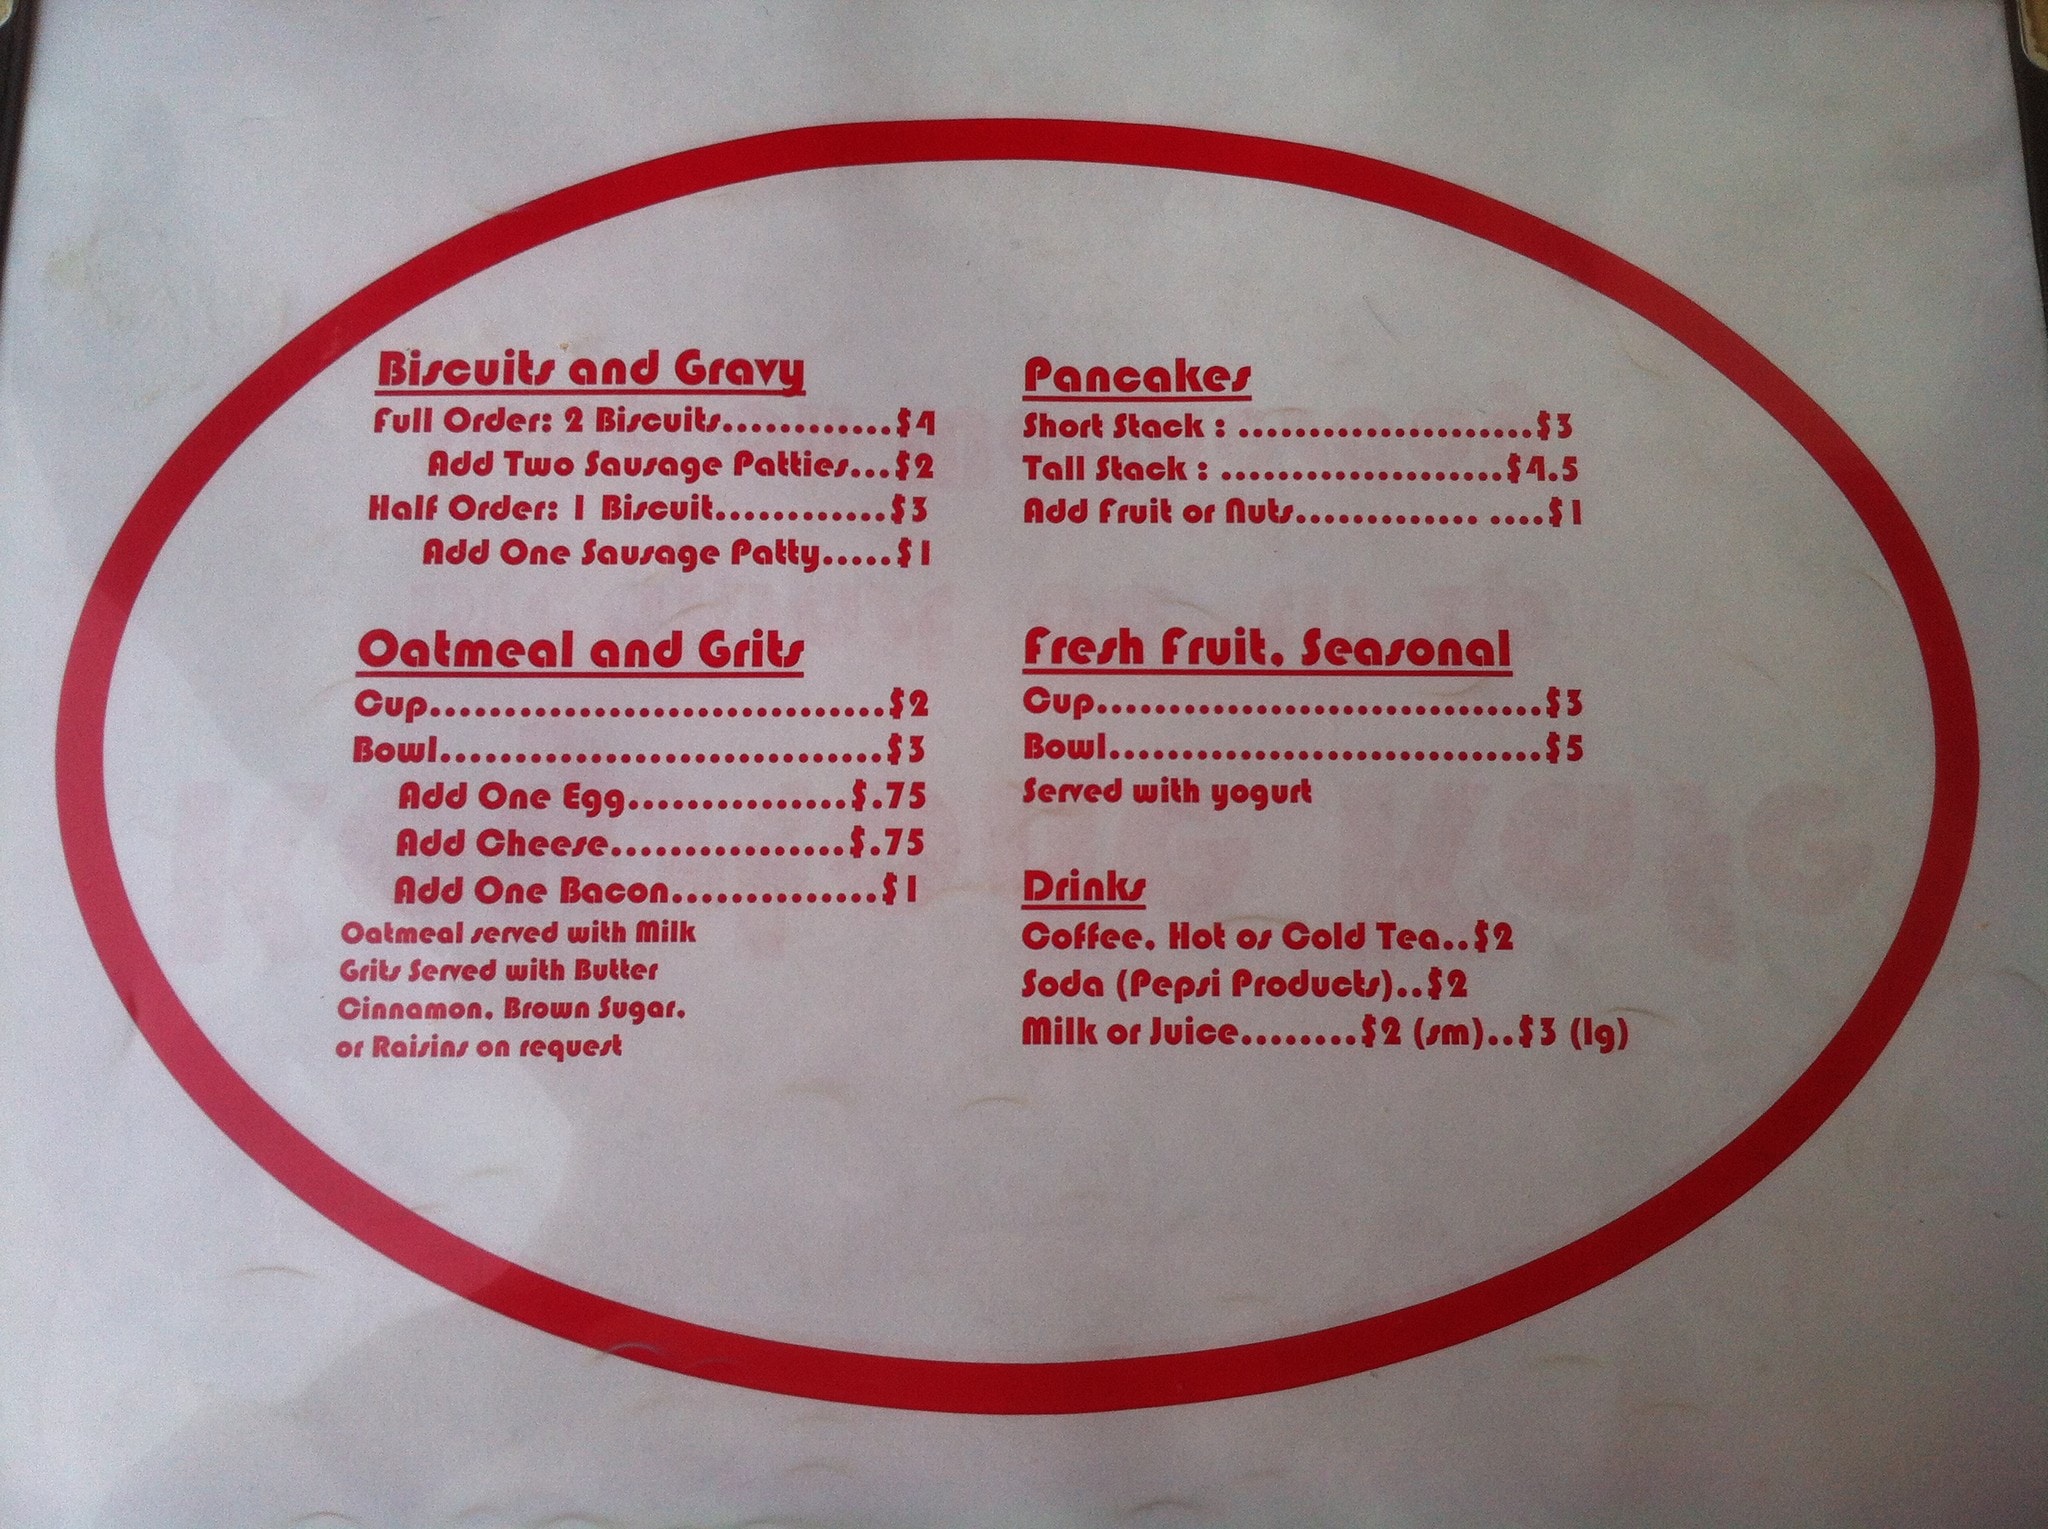 Biscuits and Gravy
Full Order: 2 Biscuits............$4
Add Two Sausage Patties...$2
Half Order: 1 Biscuit............$3
Add One Sausage Patty.....$1
Oatmeal and Grits
Cup...............................$2
Bowl..............................$3
Add One Egg...............$.75
Add Cheese................$.75
Add One Bacon..............$1
Oatmeal served with Milk
Grits Served with Butter
Cinnamon, Brown Sugar,
or Raisins on request
Pancakes
Short Stack : .....................$3
Tall Stack : ....................$4.5
Add Fruit or Nuts............. ....$1
Fresh Fruit, Seasonal
Cup...............................$3
Bowl..............................$5
Served with yogurt
Drinks
Coffee, Hot os Cold Tea..$2
Soda (Pepsi Products)..$2
Milk or Juice........$2 (sm)..$3 (lg)